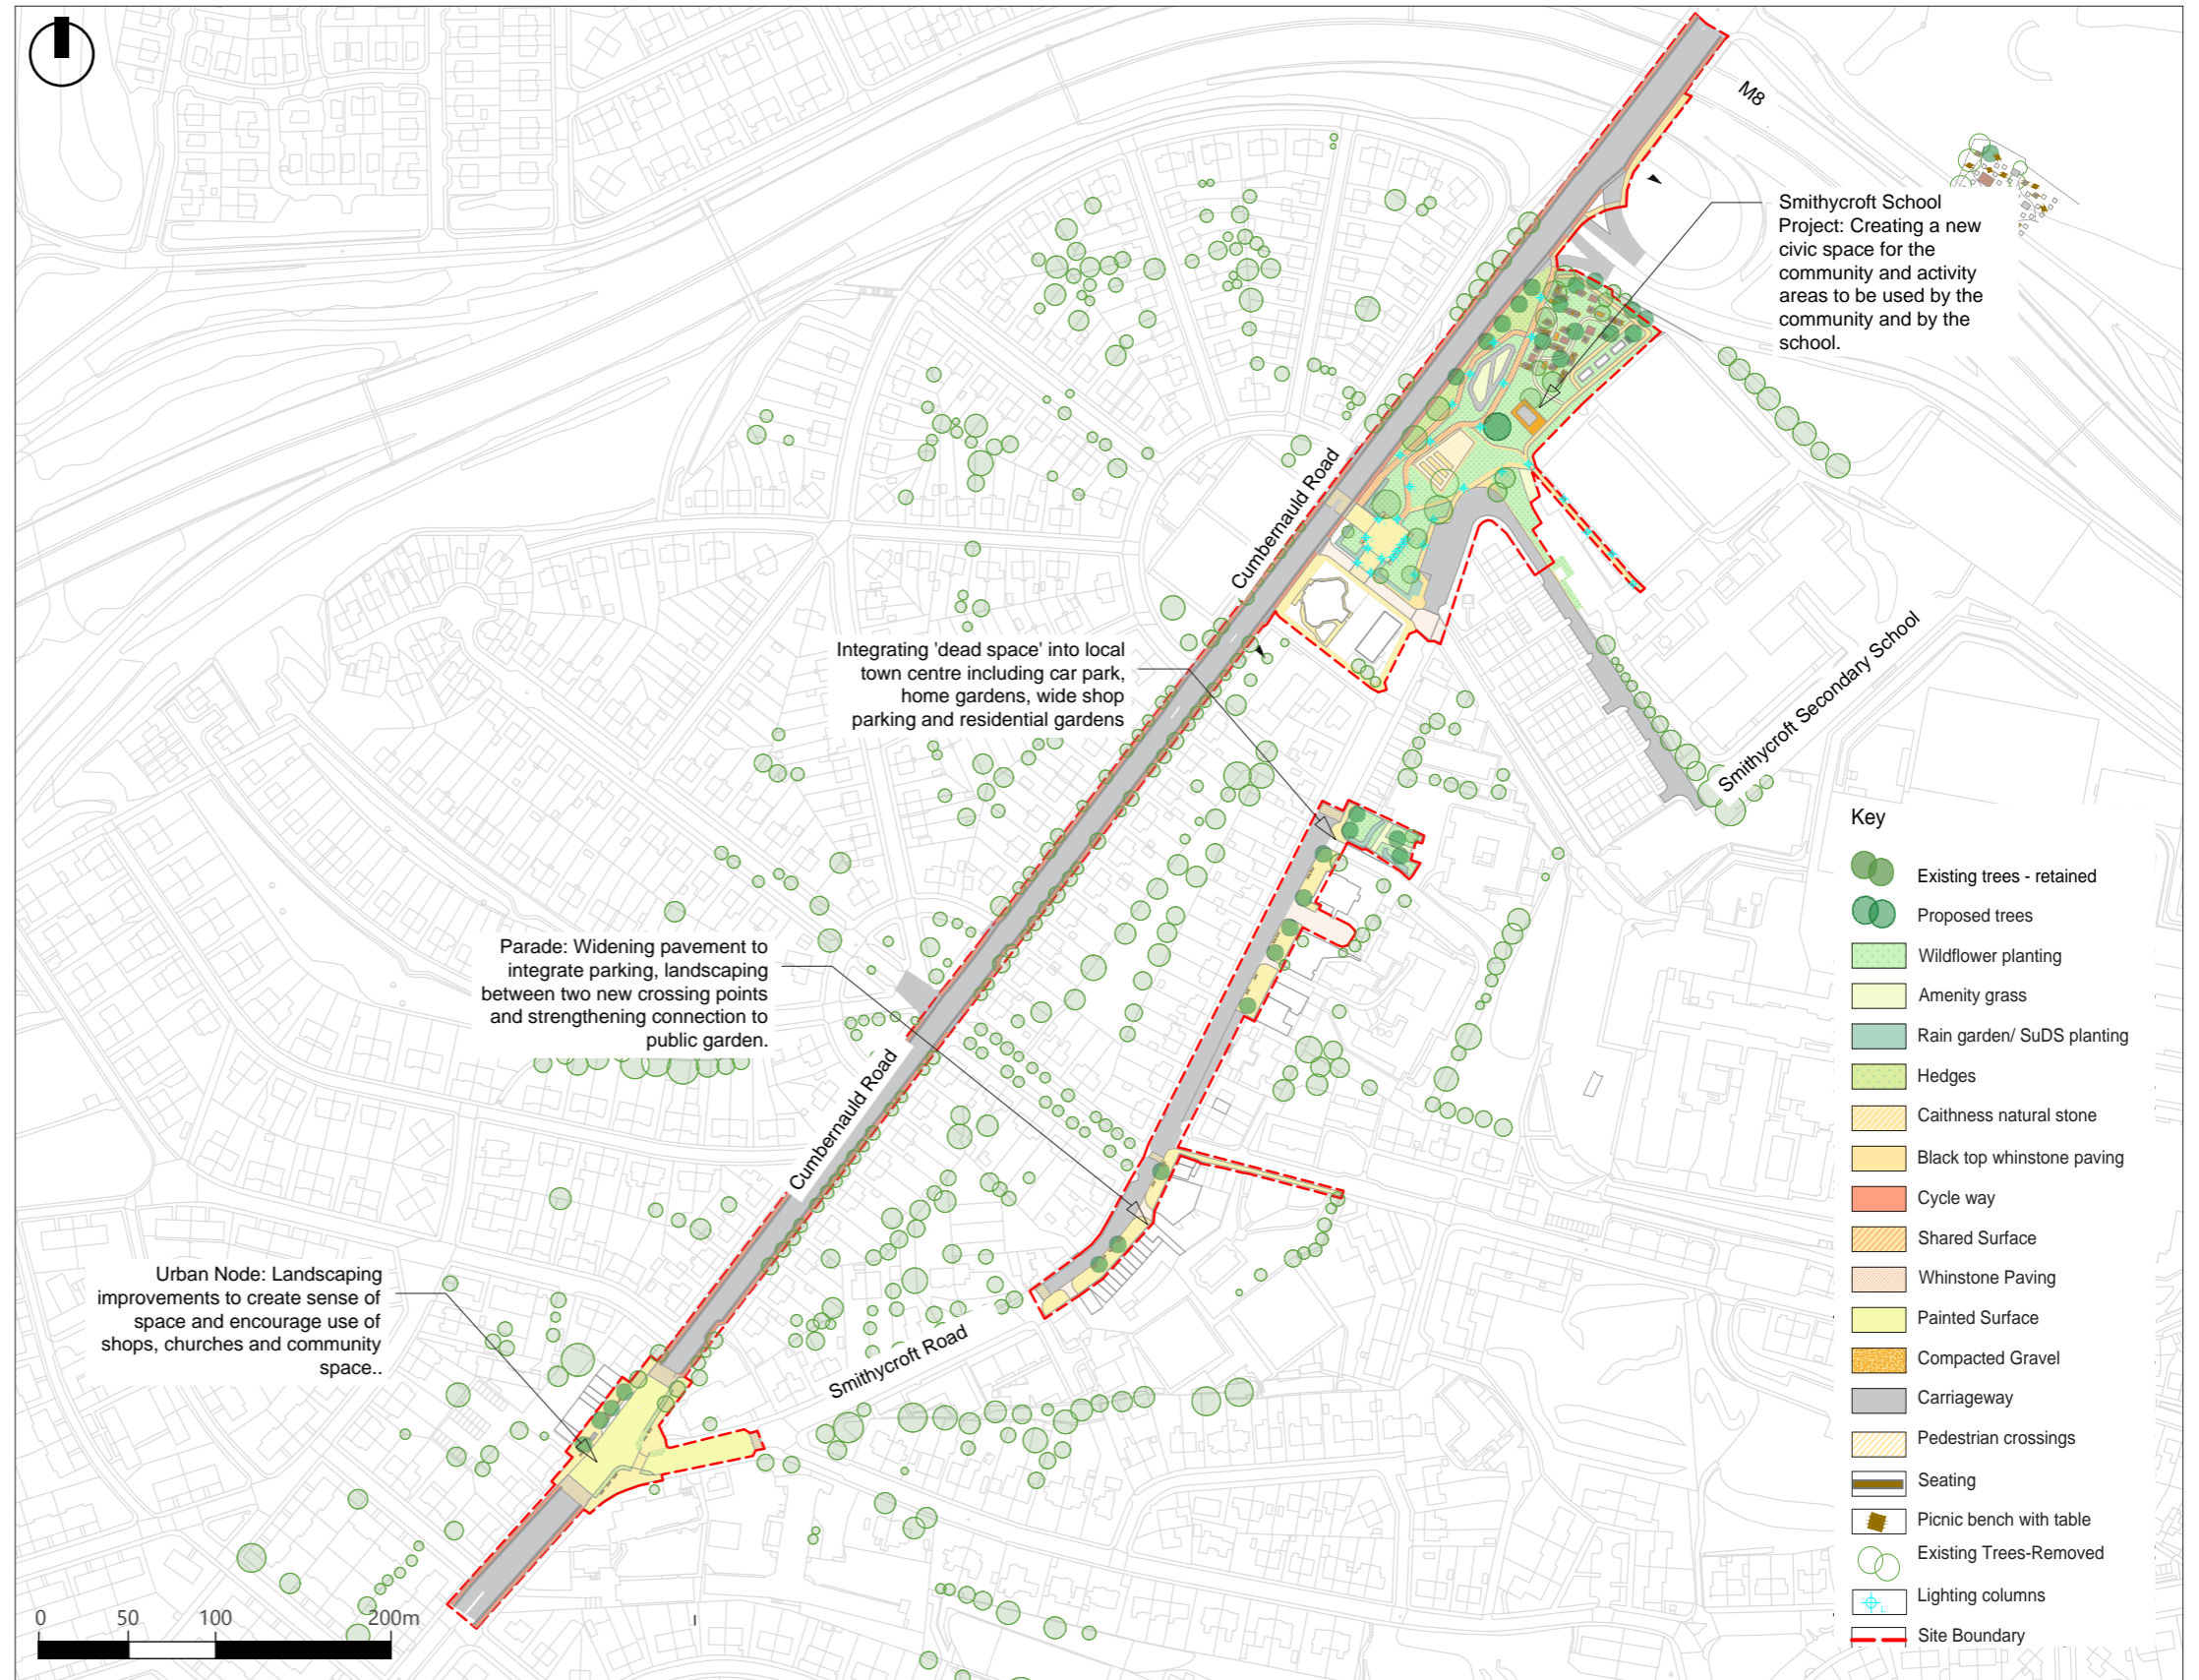 M8
Smithycroft School
Project: Creating a new
civic space for the
community and activity
areas to be used by the
community and by the
school.
Cumbernauld Road
Integrating 'dead space' into local
town centre including car park,
home gardens, wide shop
parking and residential gardens
Smithycroft Secondary School
Parade: Widening pavement to
integrate parking, landscaping
between two new crossing points
and strengthening connection to
public garden.
Cumbernauld Road
Urban Node: Landscaping
improvements to create sense of
space and encourage use of
shops, churches and community
space..
Smithycroft Road
Key
Existing trees - retained
Proposed trees
Wildflower planting
Amenity grass
Rain garden/ SuDS planting
Hedges
Caithness natural stone
Black top whinstone paving
Cycle way
Shared Surface
Whinstone Paving
Painted Surface
Compacted Gravel
Carriageway
Pedestrian crossings
Seating
Picnic bench with table
Existing Trees-Removed
L
Lighting columns
Site Boundary
0 50 100 200m